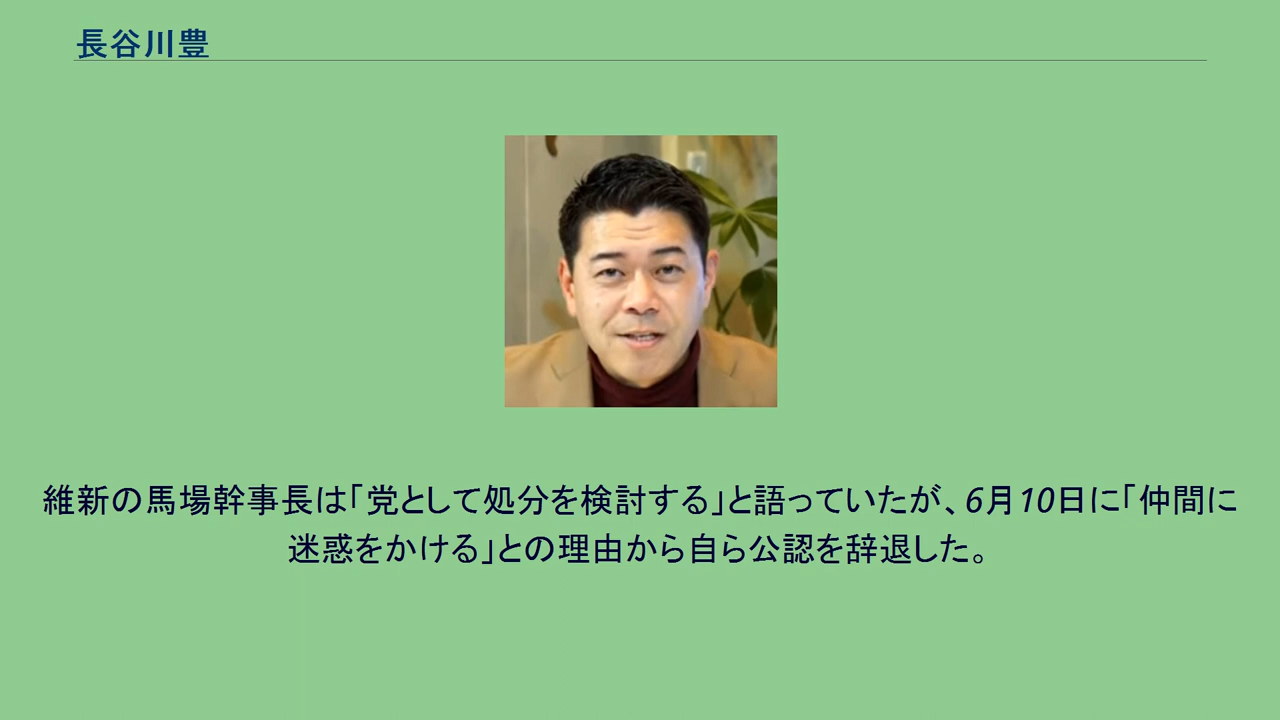 長谷川豊
維新の馬場幹事長は｢党として処分を検討する｣と語っていたが､6月10日に｢仲間に
迷惑をかける｣との理由から自ら公認を辞退した｡